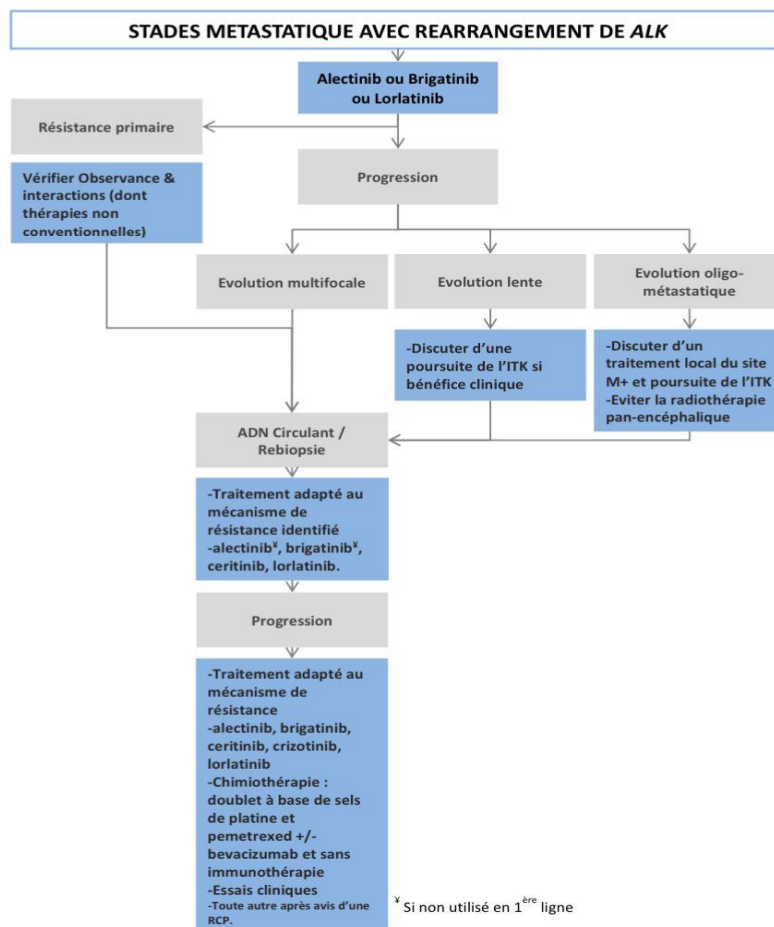 STADES METASTATIQUE AVEC REARRANGEMENT DE ALK
Alectinib ou Brigatinib
ou Lorlatinib
Résistance primaire
Vérifier Observance &
interactions (dont
thérapies non
conventionnelles)
Progression
Evolution multifocale
Evolution lente
Evolution oligo-
métastatique
-Discuter d’une
poursuite de l’ITK si
bénéfice clinique
-Discuter d’un
traitement local du site
M+ et poursuite de l’ITK
-Eviter la radiothérapie
pan-encéphalique
ADN Circulant /
Rebiopsie
-Traitement adapté au
mécanisme de
résistance identifié
-alectinib¥, brigatinib¥,
ceritinib, lorlatinib.
Progression
-Traitement adapté au
mécanisme de
résistance
-alectinib, brigatinib,
ceritinib, crizotinib,
lorlatinib
-Chimiothérapie :
doublet à base de sels
de platine et
pemetrexed +/-
bevacizumab et sans
immunothérapie
-Essais cliniques
-Toute autre après avis d’une
RCP.
¥ Si non utilisé en 1ère ligne